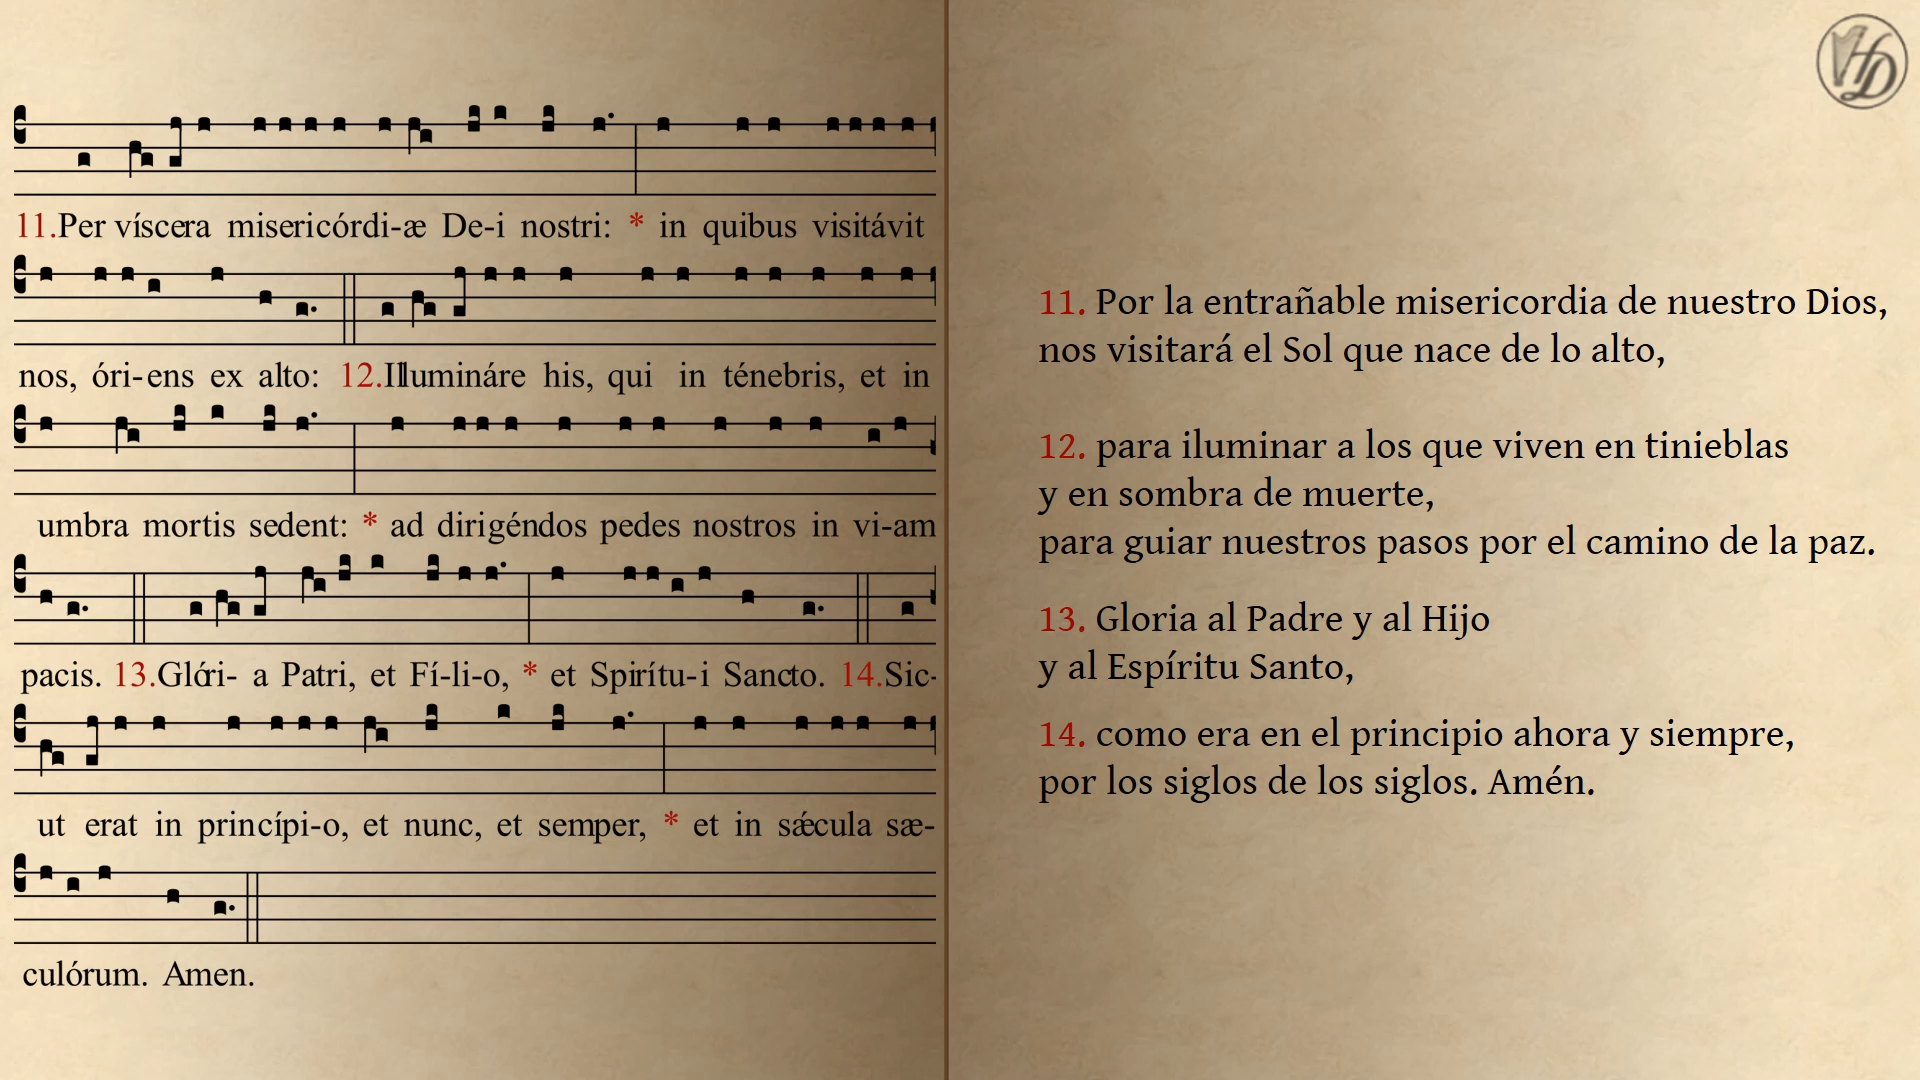 11.Per víscera misericórdi-æ De-i nostri: * in quibus visitávit
nos, óri-ens ex alto: 12.Illumináre his, qui in ténebris, et in
umbra mortis sedent: * ad dirigéndos pedes nostros in vi-am
pacis. 13.Glóri- a Patri, et Fí-li-o, * et Spirítu-i Sancto. 14.Sic-
ut erat in princípi-o, et nunc, et semper, * et in sǽcula sæ-
culórum. Amen.
11. Por la entrañable misericordia de nuestro Dios,
nos visitará el Sol que nace de lo alto,
12. para iluminar a los que viven en tinieblas
y en sombra de muerte,
para guiar nuestros pasos por el camino de la paz.
13. Gloria al Padre y al Hijo
y al Espíritu Santo,
14. como era en el principio ahora y siempre,
por los siglos de los siglos. Amén.
HD